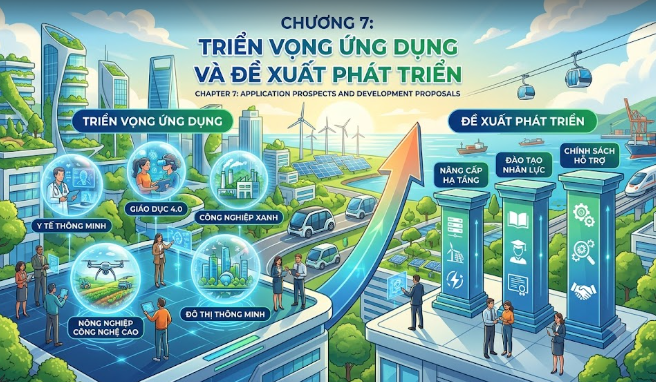 CHƯƠNG 7:
TRIỂN VỌNG ỨNG DỤNG
VÀ ĐỀ XUẤT PHÁT TRIỂN
CHAPTER 7: APPLICATION PROSPECTS AND DEVELOPMENT PROPOSALS
TRIỂN VỌNG ỨNG DỤNG
Y TẾ THÔNG MINH
GIÁO DỤC 4.0
CÔNG NGHIỆP XANH
NÔNG NGHIỆP
CÔNG NGHỆ CAO
ĐÔ THỊ THÔNG MINH
ĐỀ XUẤT PHÁT TRIỂN
NÂNG CẤP
HẠ TẦNG
ĐÀO TẠO
NHÂN LỰC
CHÍNH SÁCH
HỖ TRỢ